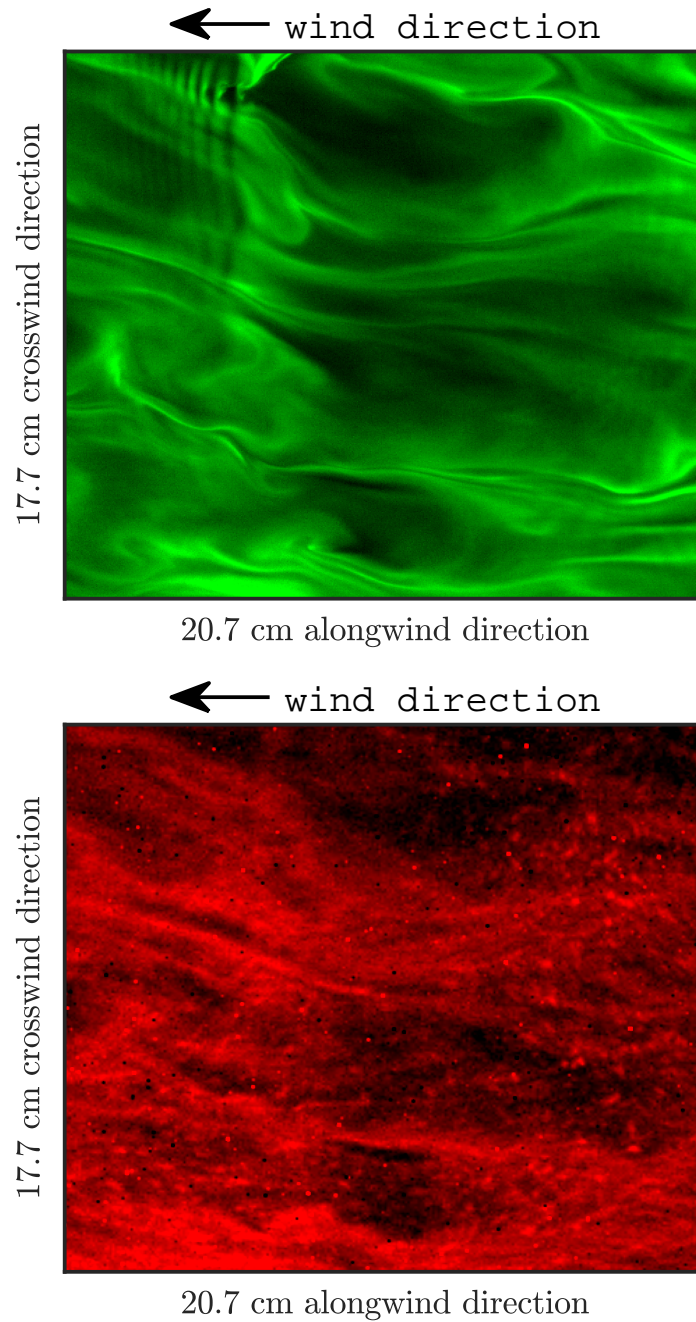 wind direction
17.7 cm crosswind direction
20.7 cm alongwind direction
wind direction
17.7 cm crosswind direction
20.7 cm alongwind direction